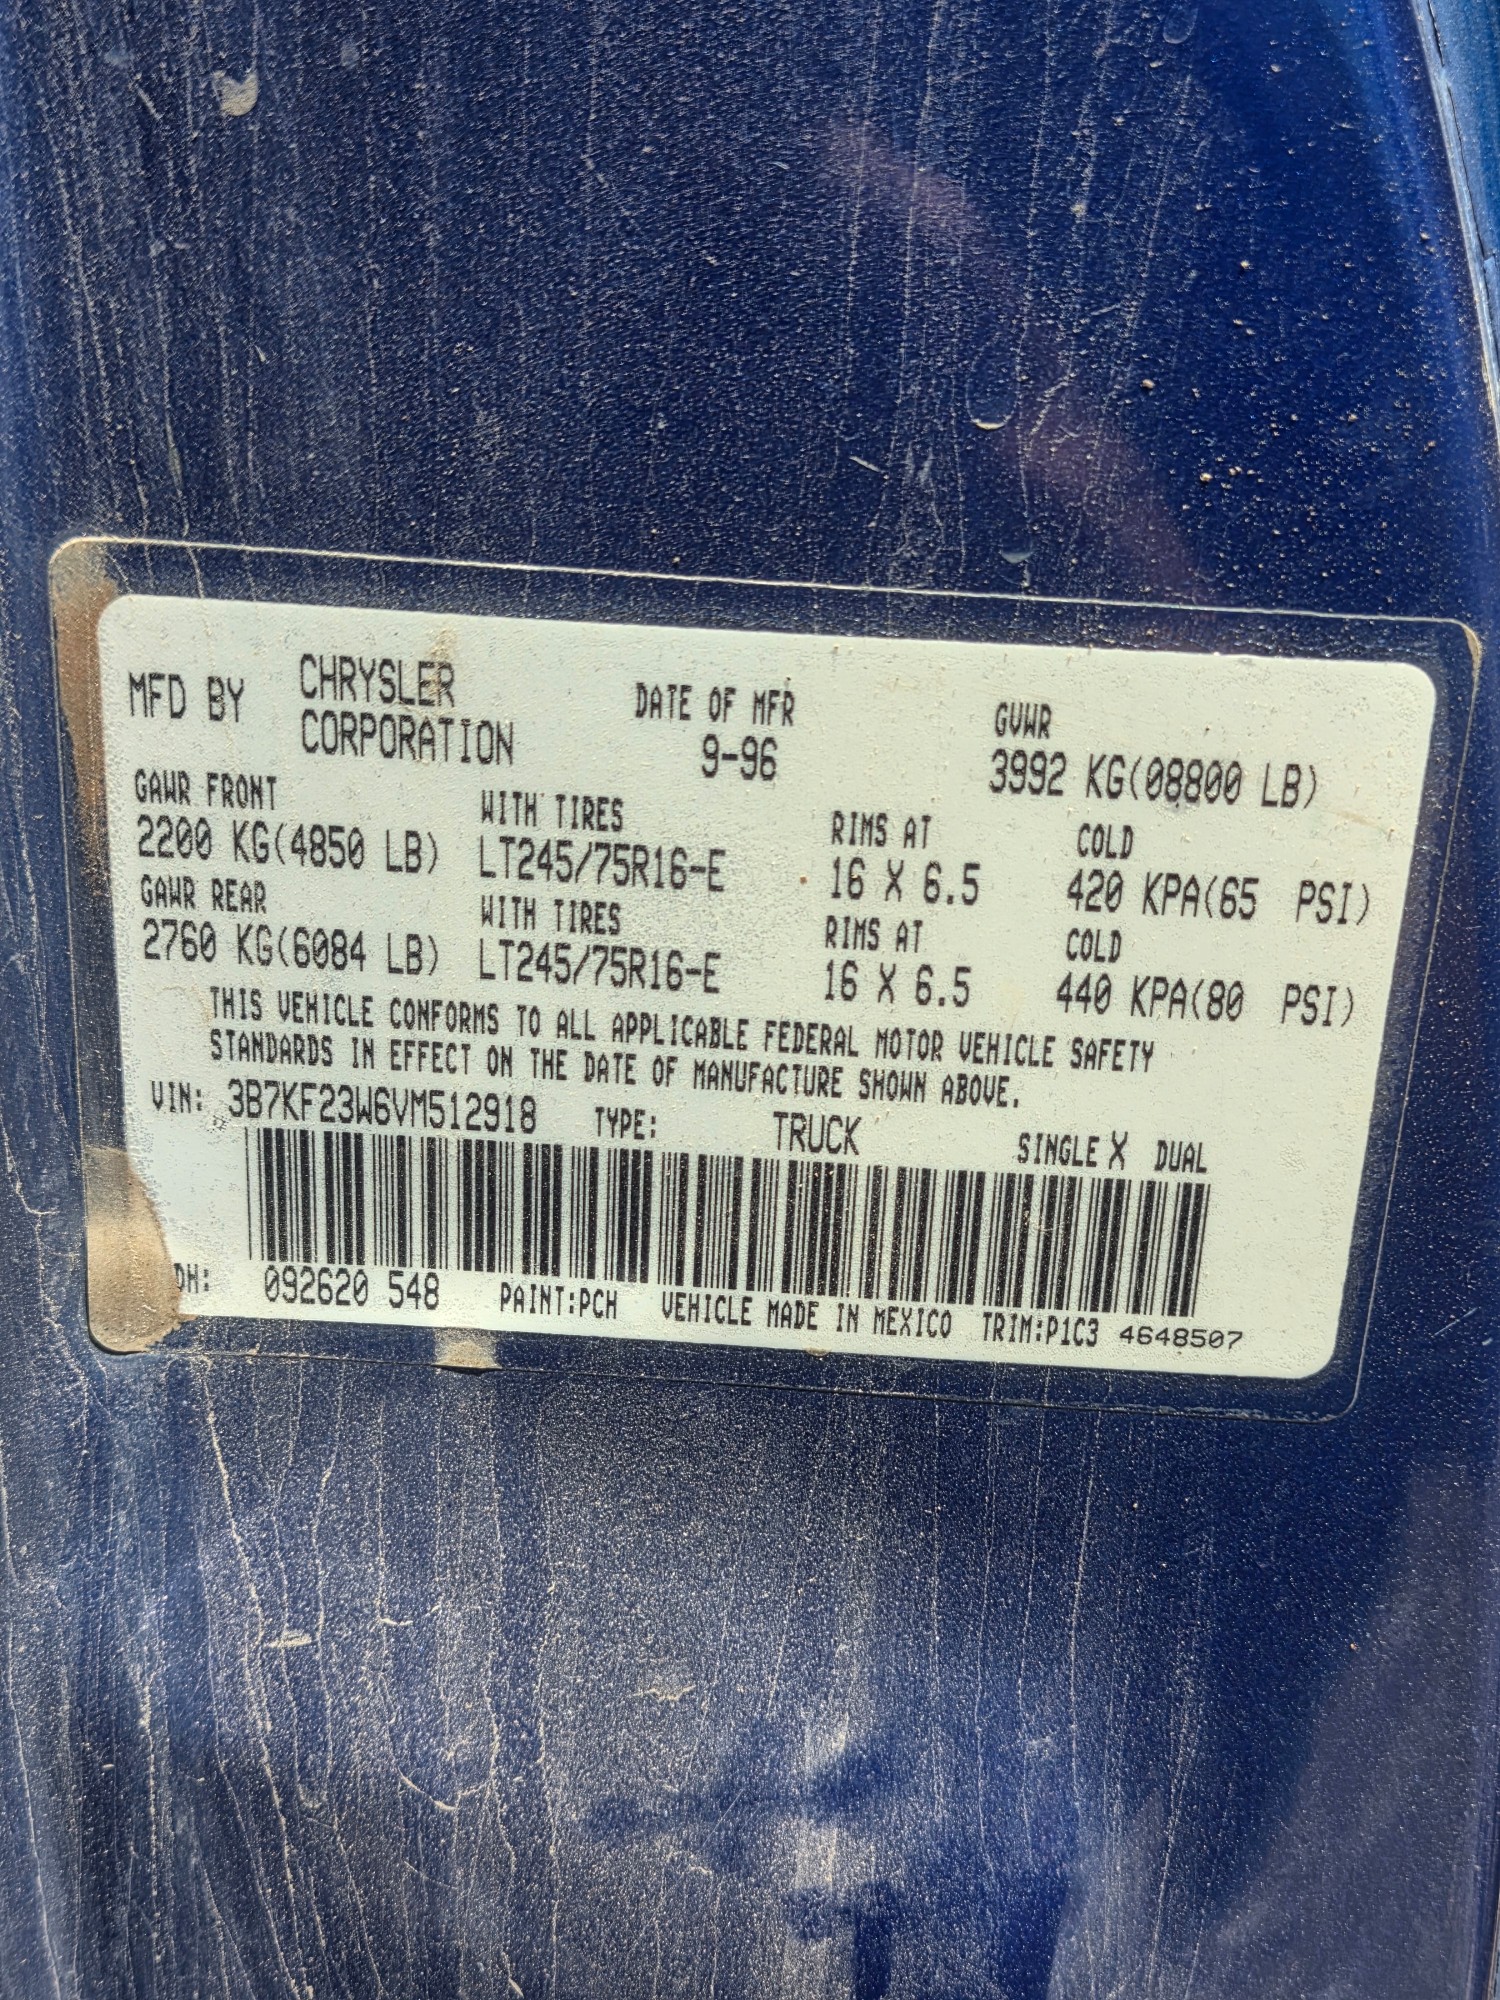 MFD BY CHRYSLER CORPORATION DATE OF MFR 9-96 GVWR 3992 KG(08800 LB)
GAWR FRONT WITH TIRES RIMS AT COLD
2200 KG(4850 LB) LT245/75R16-E 16 X 6.5 420 KPA(65 PSI)
GAWR REAR WITH TIRES RIMS AT COLD
2760 KG(6084 LB) LT245/75R16-E 16 X 6.5 440 KPA(80 PSI)
THIS VEHICLE CONFORMS TO ALL APPLICABLE FEDERAL MOTOR VEHICLE SAFETY
STANDARDS IN EFFECT ON THE DATE OF MANUFACTURE SHOWN ABOVE.
VIN: 3B7KF23W6VM512918 TYPE: TRUCK SINGLE X DUAL
DH: 092620 548 PAINT:PCH VEHICLE MADE IN MEXICO TRIM:P1C3 4648507